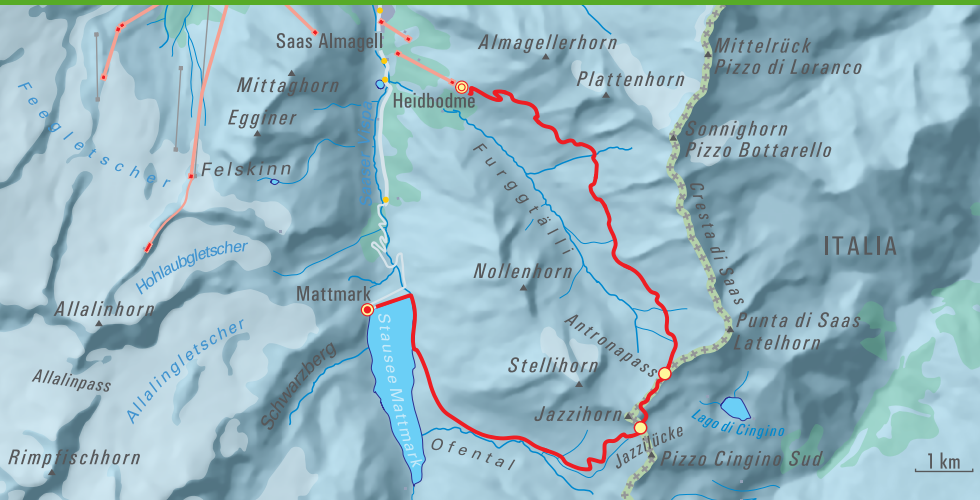 Saas Almagell
Almagellerhorn
Mittelrück
Pizzo di Loranco
Mittaghorn
Plattenhorn
Heidbodme
Feegletscher
Egginer
Sonnighorn
Pizzo Bottarello
Felskinn
Furggtälli
Cresta di Saas
ITALIA
Hohlaubgletscher
Nollenhorn
Mattmark
Allalinhorn
Antronapass
Punta di Saas
Latelhorn
Stausee Mattmark
Allalingletscher
Schwarzberg
Stellihorn
Allalinpass
Jazzihorn
Lago di Cingino
Jazzilücke
Ofental
Rimpfischhorn
Pizzo Cingino Sud
1 km